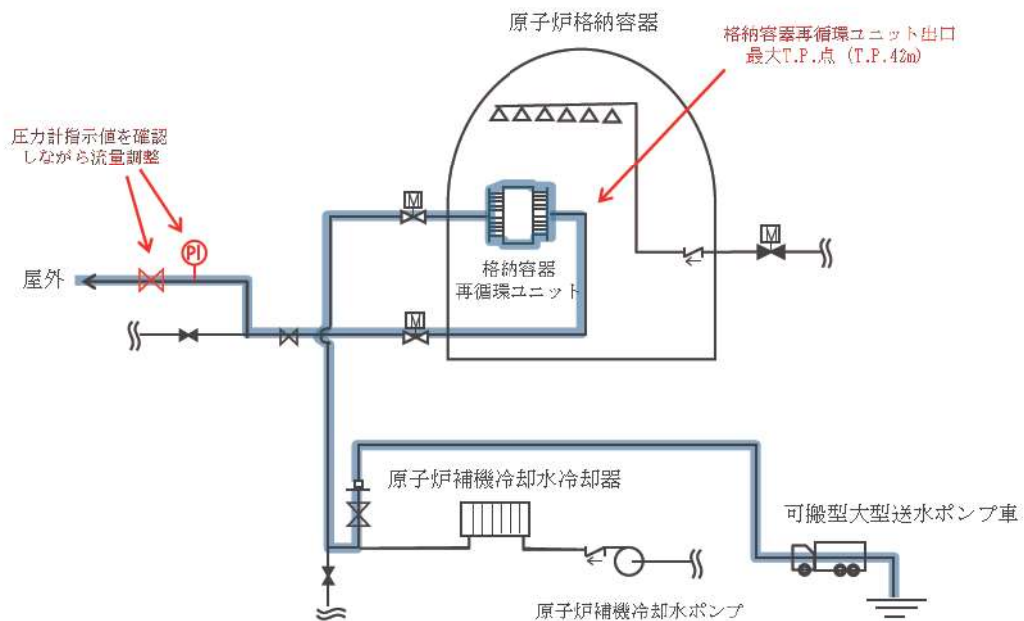 原子炉格納容器
格納容器再循環ユニット出口
最大T.P.点 (T.P.42m)
圧力計指示値を確認
しながら流量調整
M
M
PI
屋外
格納容器
再循環ユニット
M
原子炉補機冷却水冷却器
可搬型大型送水ポンプ車
原子炉補機冷却水ポンプ